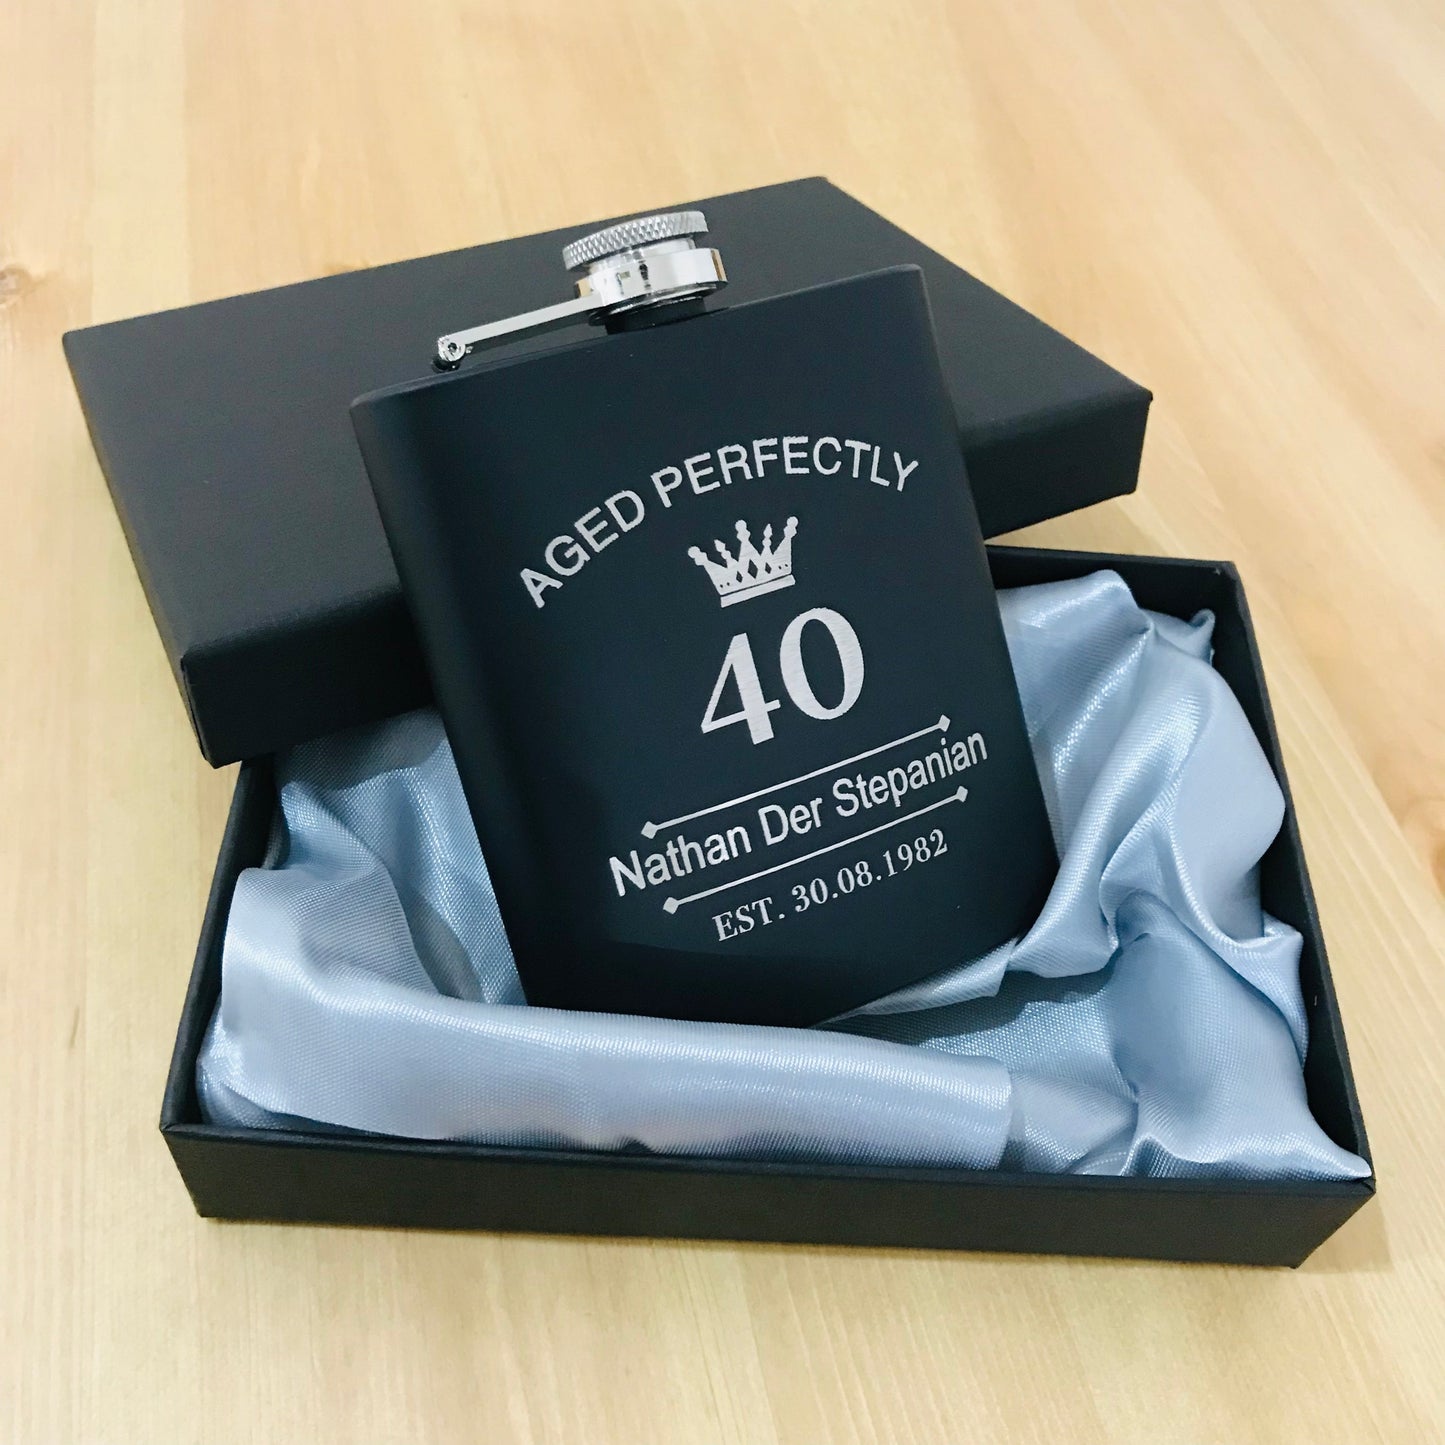 AGED PERFECTLY
40
Nathan Der Stepanian
EST. 30.08.1982